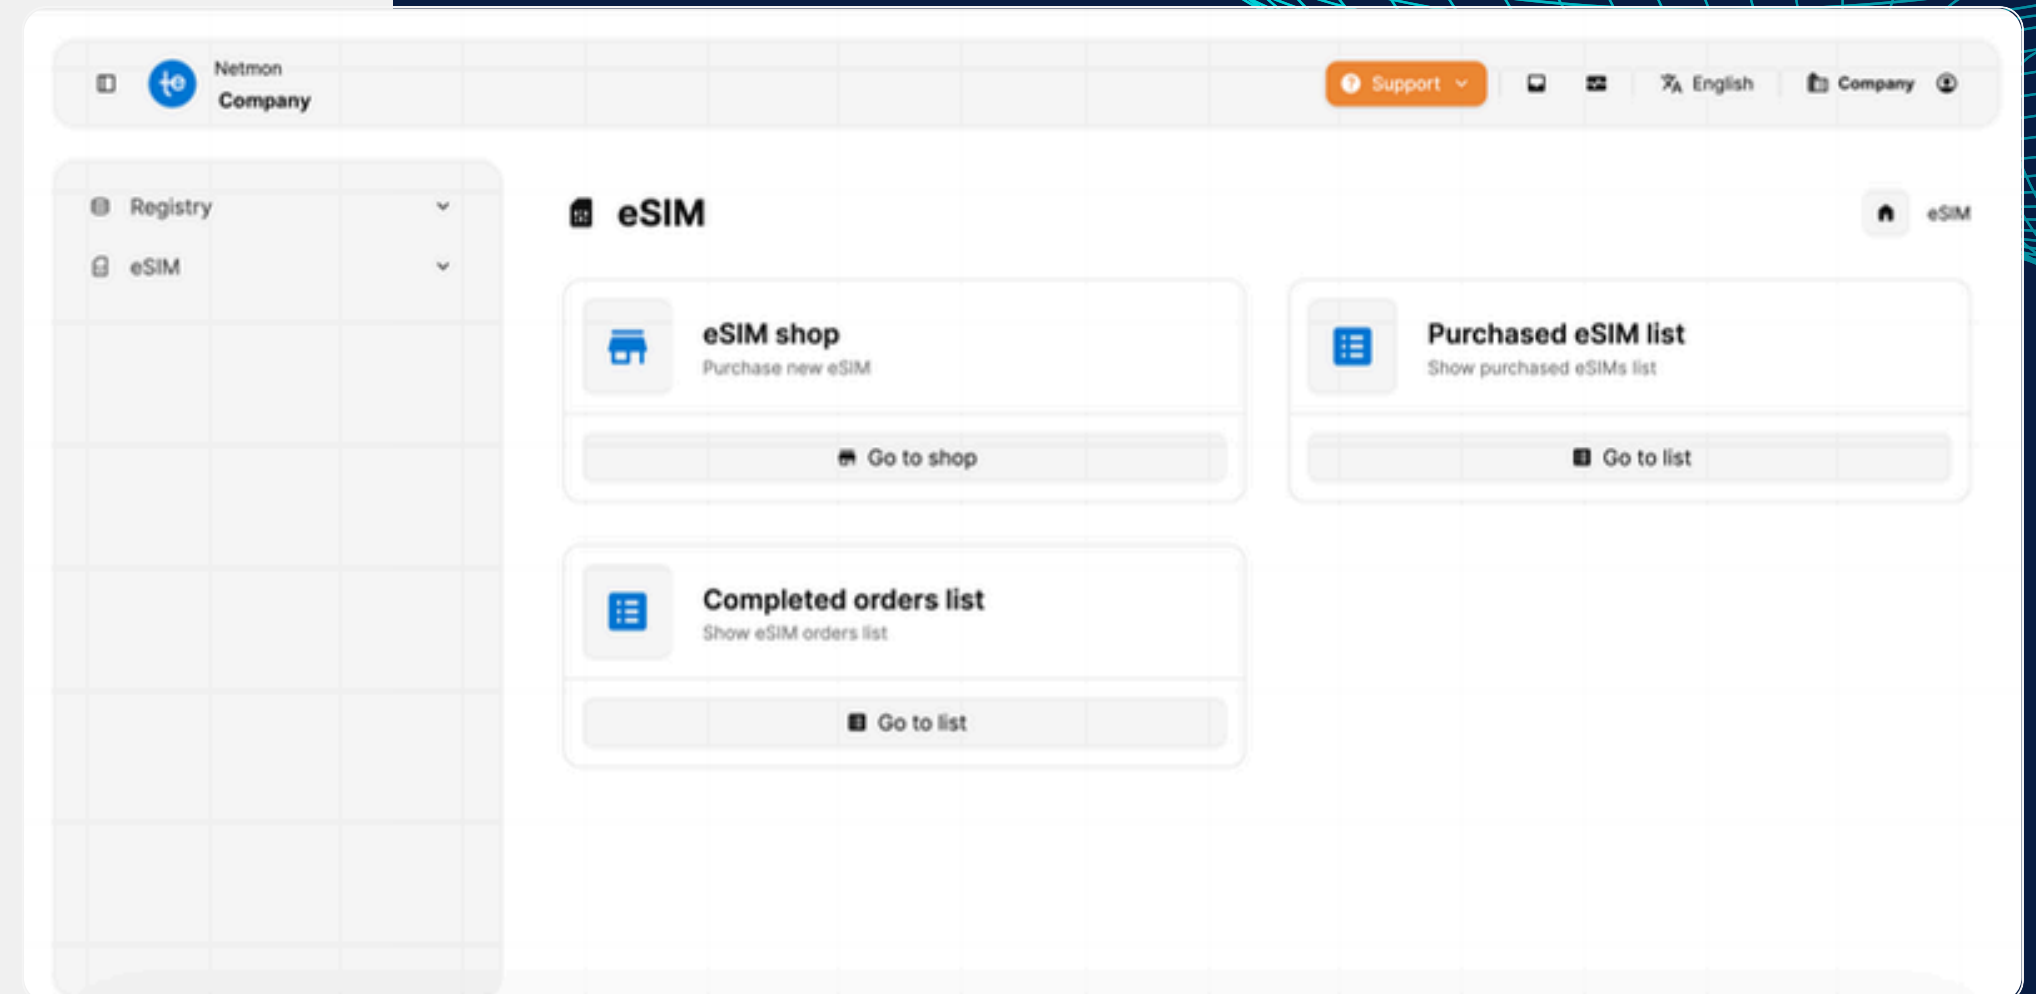 Netmon
Company
Support
English
Company
Registry
eSIM
eSIM
eSIM
eSIM shop
Purchase new eSIM
Go to shop
Purchased eSIM list
Show purchased eSIMs list
Go to list
Completed orders list
Show eSIM orders list
Go to list